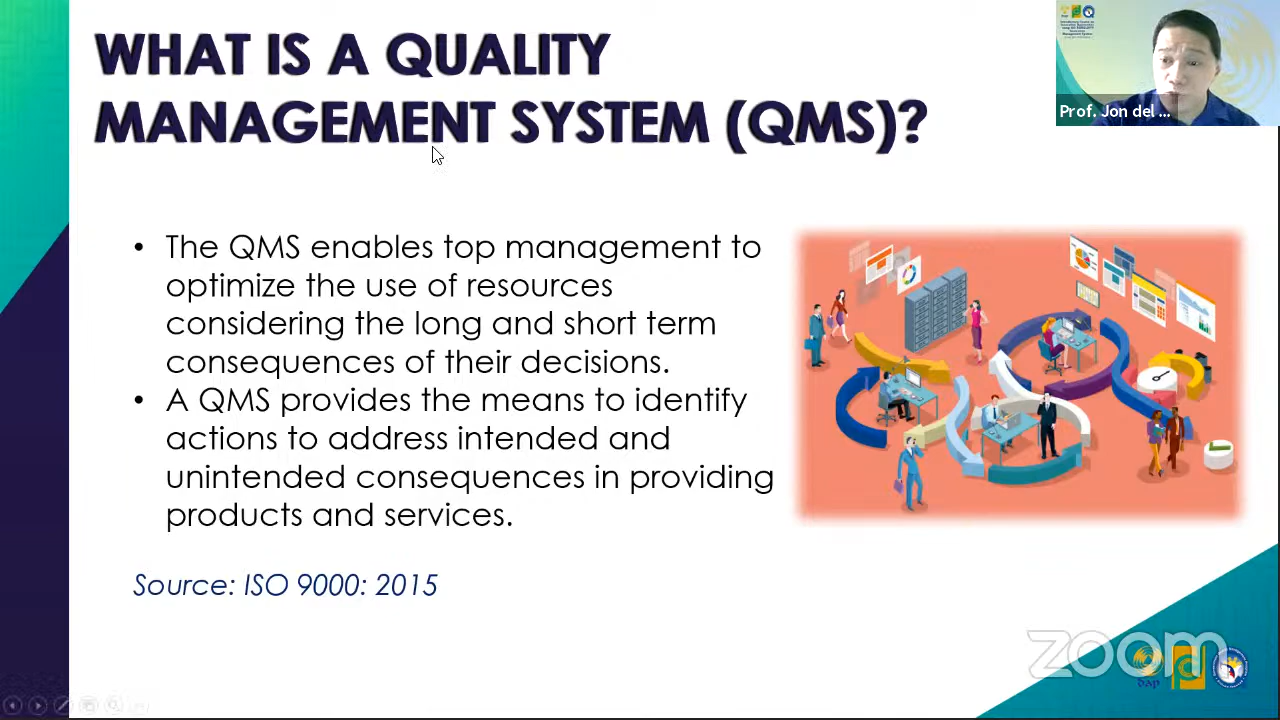 WHAT IS A QUALITY
MANAGEMENT SYSTEM (QMS)?
Prof. Jon del ...
• The QMS enables top management to
optimize the use of resources
considering the long and short term
consequences of their decisions.
• A QMS provides the means to identify
actions to address intended and
unintended consequences in providing
products and services.
Source: ISO 9000: 2015
zoom
dap